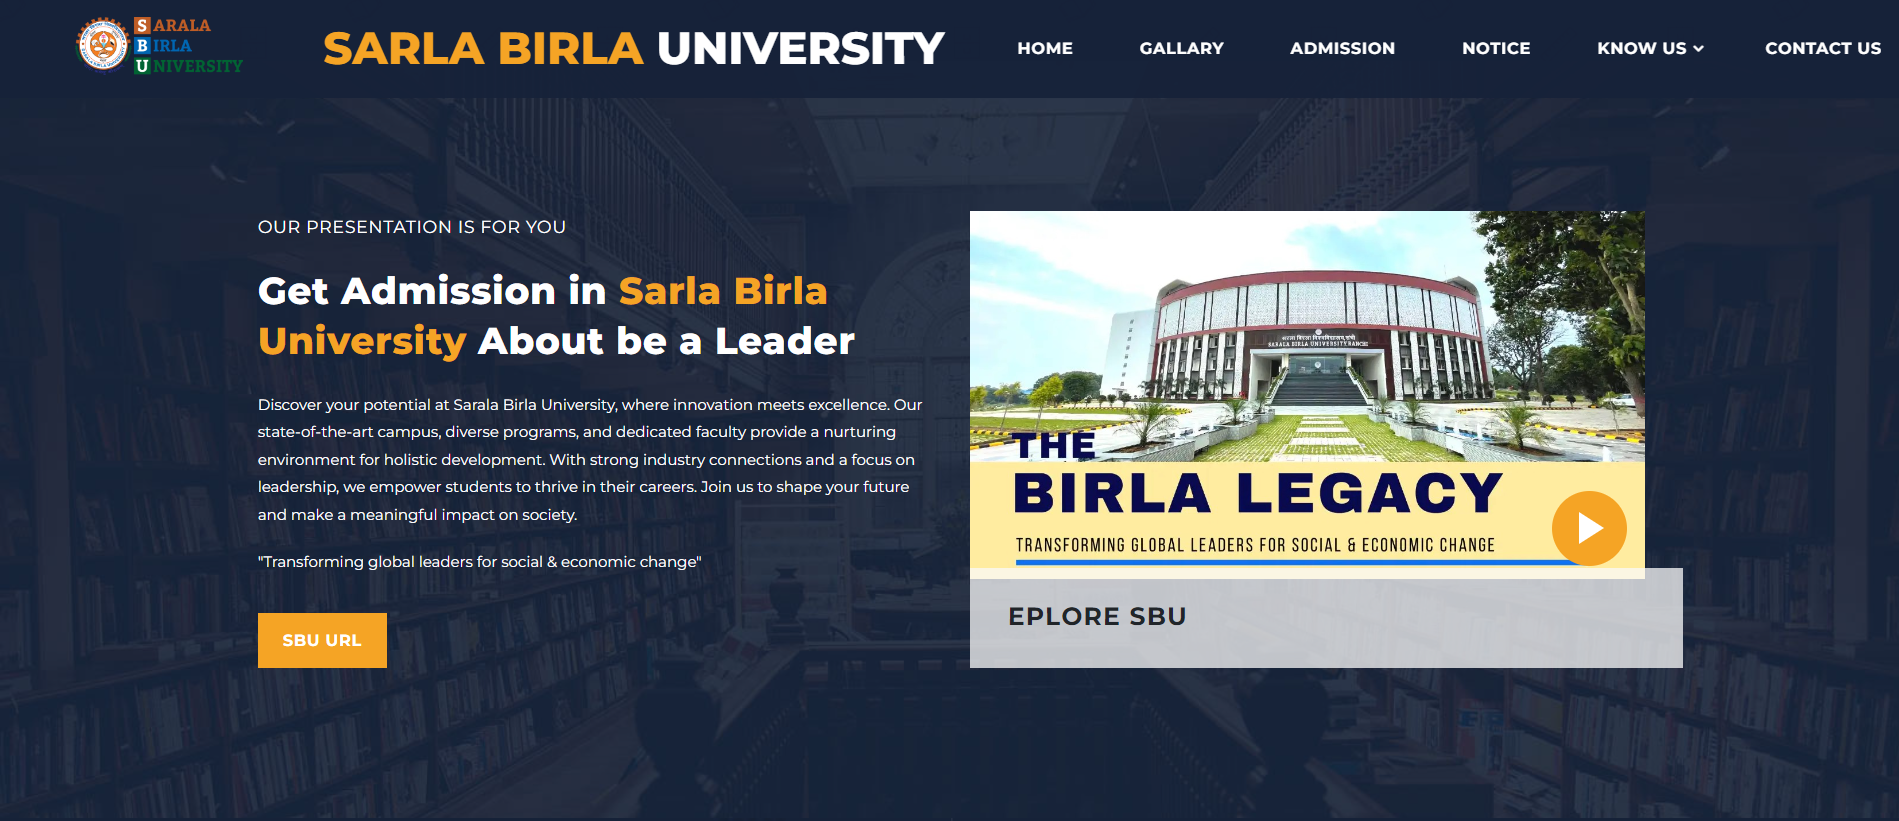 SARALA
BIRLA
UNIVERSITY
SARLA BIRLA UNIVERSITY
HOME
GALLARY
ADMISSION
NOTICE
KNOW US
CONTACT US
OUR PRESENTATION IS FOR YOU
Get Admission in Sarla Birla
University About be a Leader
Discover your potential at Sarala Birla University, where innovation meets excellence. Our
state-of-the-art campus, diverse programs, and dedicated faculty provide a nurturing
environment for holistic development. With strong industry connections and a focus on
leadership, we empower students to thrive in their careers. Join us to shape your future
and make a meaningful impact on society.
"Transforming global leaders for social & economic change"
SBU URL
सरला बिरला विश्वविद्यालय, रांची
SARALA BIRLA UNIVERSITY, RANCHI
THE
BIRLA LEGACY
TRANSFORMING GLOBAL LEADERS FOR SOCIAL & ECONOMIC CHANGE
EPLORE SBU